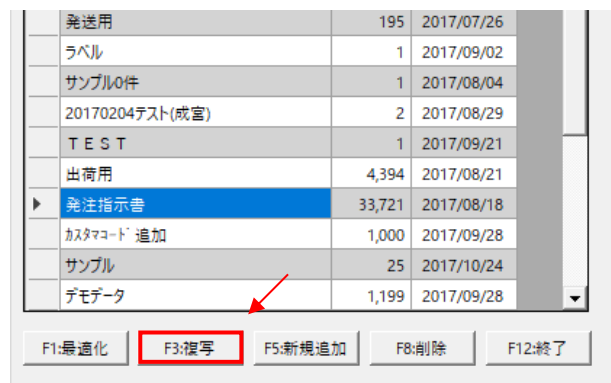 発送用 195 2017/07/26
ラベル 1 2017/09/02
サンプル0件 1 2017/08/04
20170204テスト(成宮) 2 2017/08/29
ＴＥＳＴ 1 2017/09/21
出荷用 4,394 2017/08/21
発注指示書 33,721 2017/08/18
ｶｽﾀﾏｺｰﾄﾞ追加 1,000 2017/09/28
サンプル 25 2017/10/24
デモデータ 1,199 2017/09/28
F1:最適化 F3:複写 F5:新規追加 F8:削除 F12:終了